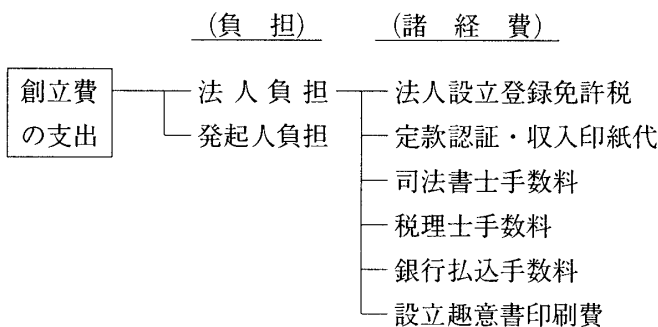 (負 担) (諸 経 費)
創立費 法人負担 法人設立登録免許税
の支出 発起人負担 定款認証・収入印紙代
司法書士手数料
税理士手数料
銀行払込手数料
設立趣意書印刷費